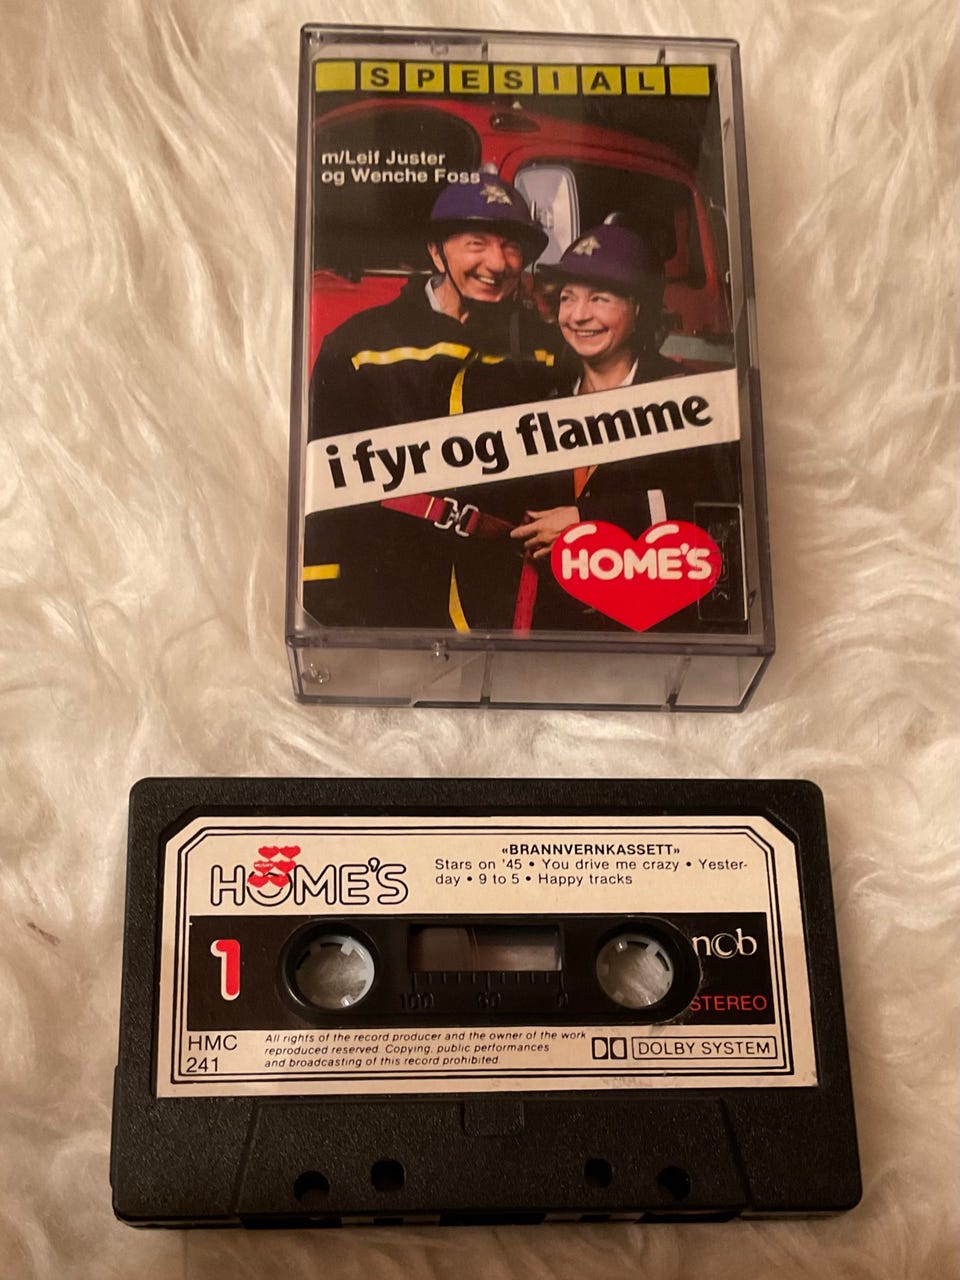 SPESIAL
m/Leif Juster
og Wenche Foss
i fyr og flamme
HOME'S
HOME'S
«BRANNVERNKASSETT»
Stars on '45 • You drive me crazy • Yester-
day • 9 to 5 • Happy tracks
1
ncb
STEREO
100 50 0
HMC
241
All rights of the record producer and the owner of the work
reproduced reserved. Copying, public performances
and broadcasting of this record prohibited.
DOLBY SYSTEM